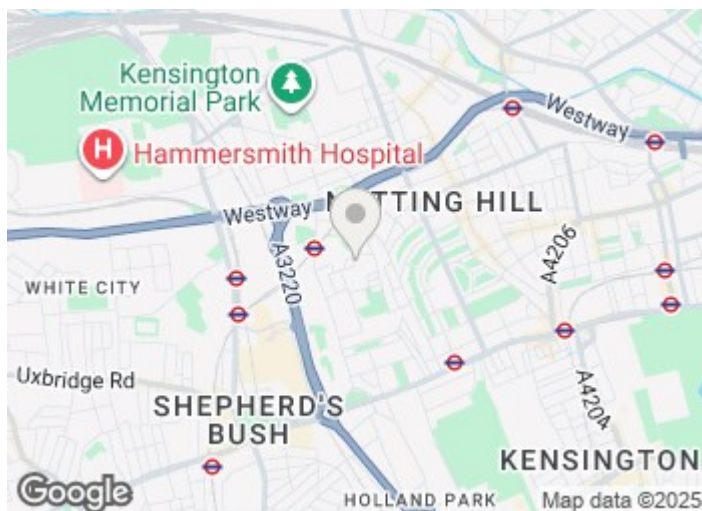 Kensington
Memorial Park
Westway
H
Hammersmith Hospital
NOTTING HILL
Westway
A4206
A3220
WHITE CITY
Uxbridge Rd
SHEPHERD'S
BUSH
A4204
KENSINGTON
Google
HOLLAND PARK
Map data ©2025